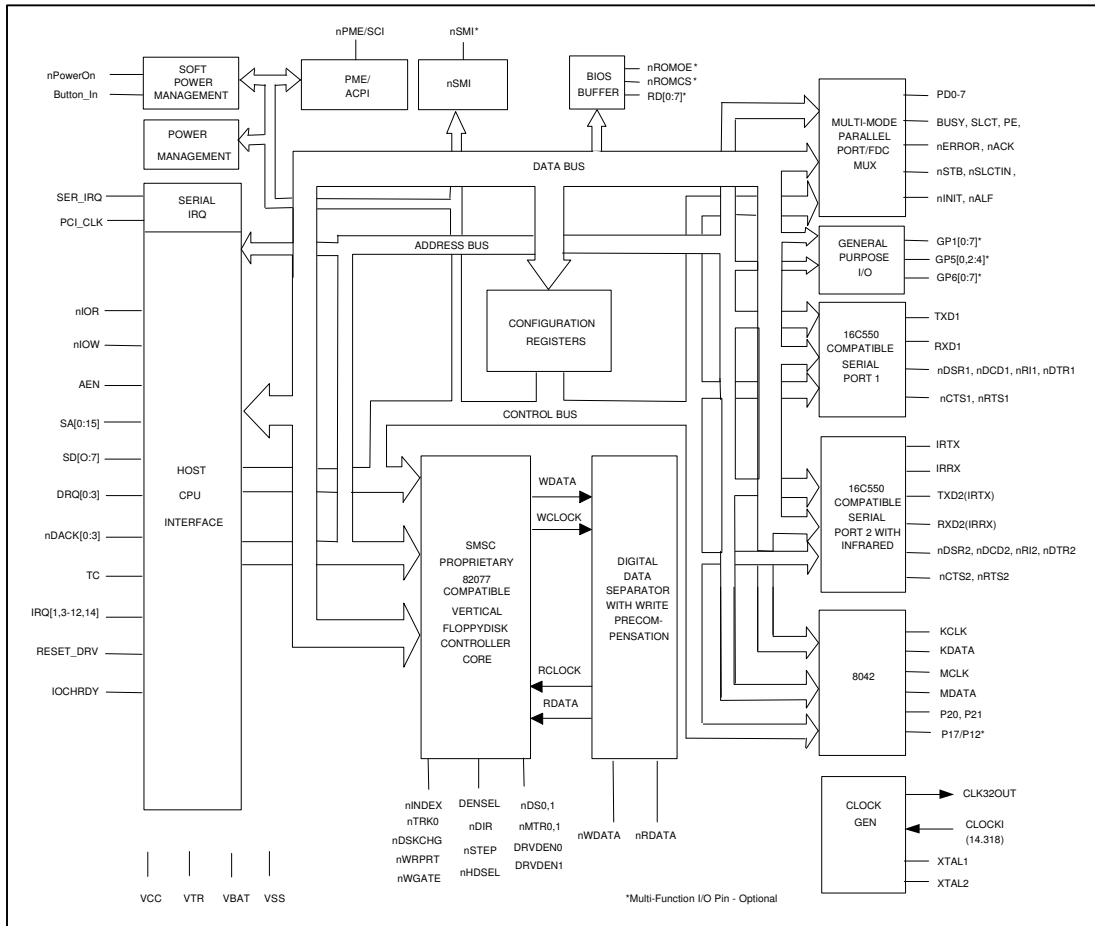 nPME/SCI
nSMI*
nPowerOn
Button_In
SOFT
POWER
MANAGEMENT
PME/
ACPI
nSMI
BIOS
BUFFER
nROMOE*
nROMCS*
RD[0:7]*
POWER
MANAGEMENT
MULTI-MODE
PARALLEL
PORT/FDC
MUX
PD0-7
BUSY, SLCT, PE,
nERROR, nACK
nSTB, nSLCTIN ,
nINIT, nALF
DATA BUS
SER_IRQ
PCI_CLK
SERIAL
IRQ
ADDRESS BUS
GENERAL
PURPOSE
I/O
GP1[0:7]*
GP5[0,2:4]*
GP6[0:7]*
CONFIGURATION
REGISTERS
16C550
COMPATIBLE
SERIAL
PORT 1
TXD1
RXD1
nDSR1, nDCD1, nRI1, nDTR1
nCTS1, nRTS1
CONTROL BUS
nIOR
nIOW
AEN
SA[0:15]
SD[O:7]
DRQ[0:3]
nDACK[0:3]
TC
IRQ[1,3-12,14]
RESET_DRV
IOCHRDY
HOST
CPU
INTERFACE
SMSC
PROPRIETARY
82077
COMPATIBLE
VERTICAL
FLOPPYDISK
CONTROLLER
CORE
WDATA
WCLOCK
RCLOCK
RDATA
DIGITAL
DATA
SEPARATOR
WITH WRITE
PRECOM-
PENSATION
16C550
COMPATIBLE
SERIAL
PORT 2 WITH
INFRARED
IRTX
IRRX
TXD2(IRTX)
RXD2(IRRX)
nDSR2, nDCD2, nRI2, nDTR2
nCTS2, nRTS2
8042
KCLK
KDATA
MCLK
MDATA
P20, P21
P17/P12*
CLOCK
GEN
CLK32OUT
CLOCKI
(14.318)
XTAL1
XTAL2
nINDEX
nTRK0
nDSKCHG
nWRPRT
nWGATE
DENSEL
nDIR
nSTEP
nHDSEL
nDS0,1
nMTR0,1
DRVDEN0
DRVDEN1
nWDATA
nRDATA
VCC
VTR
VBAT
VSS
*Multi-Function I/O Pin - Optional